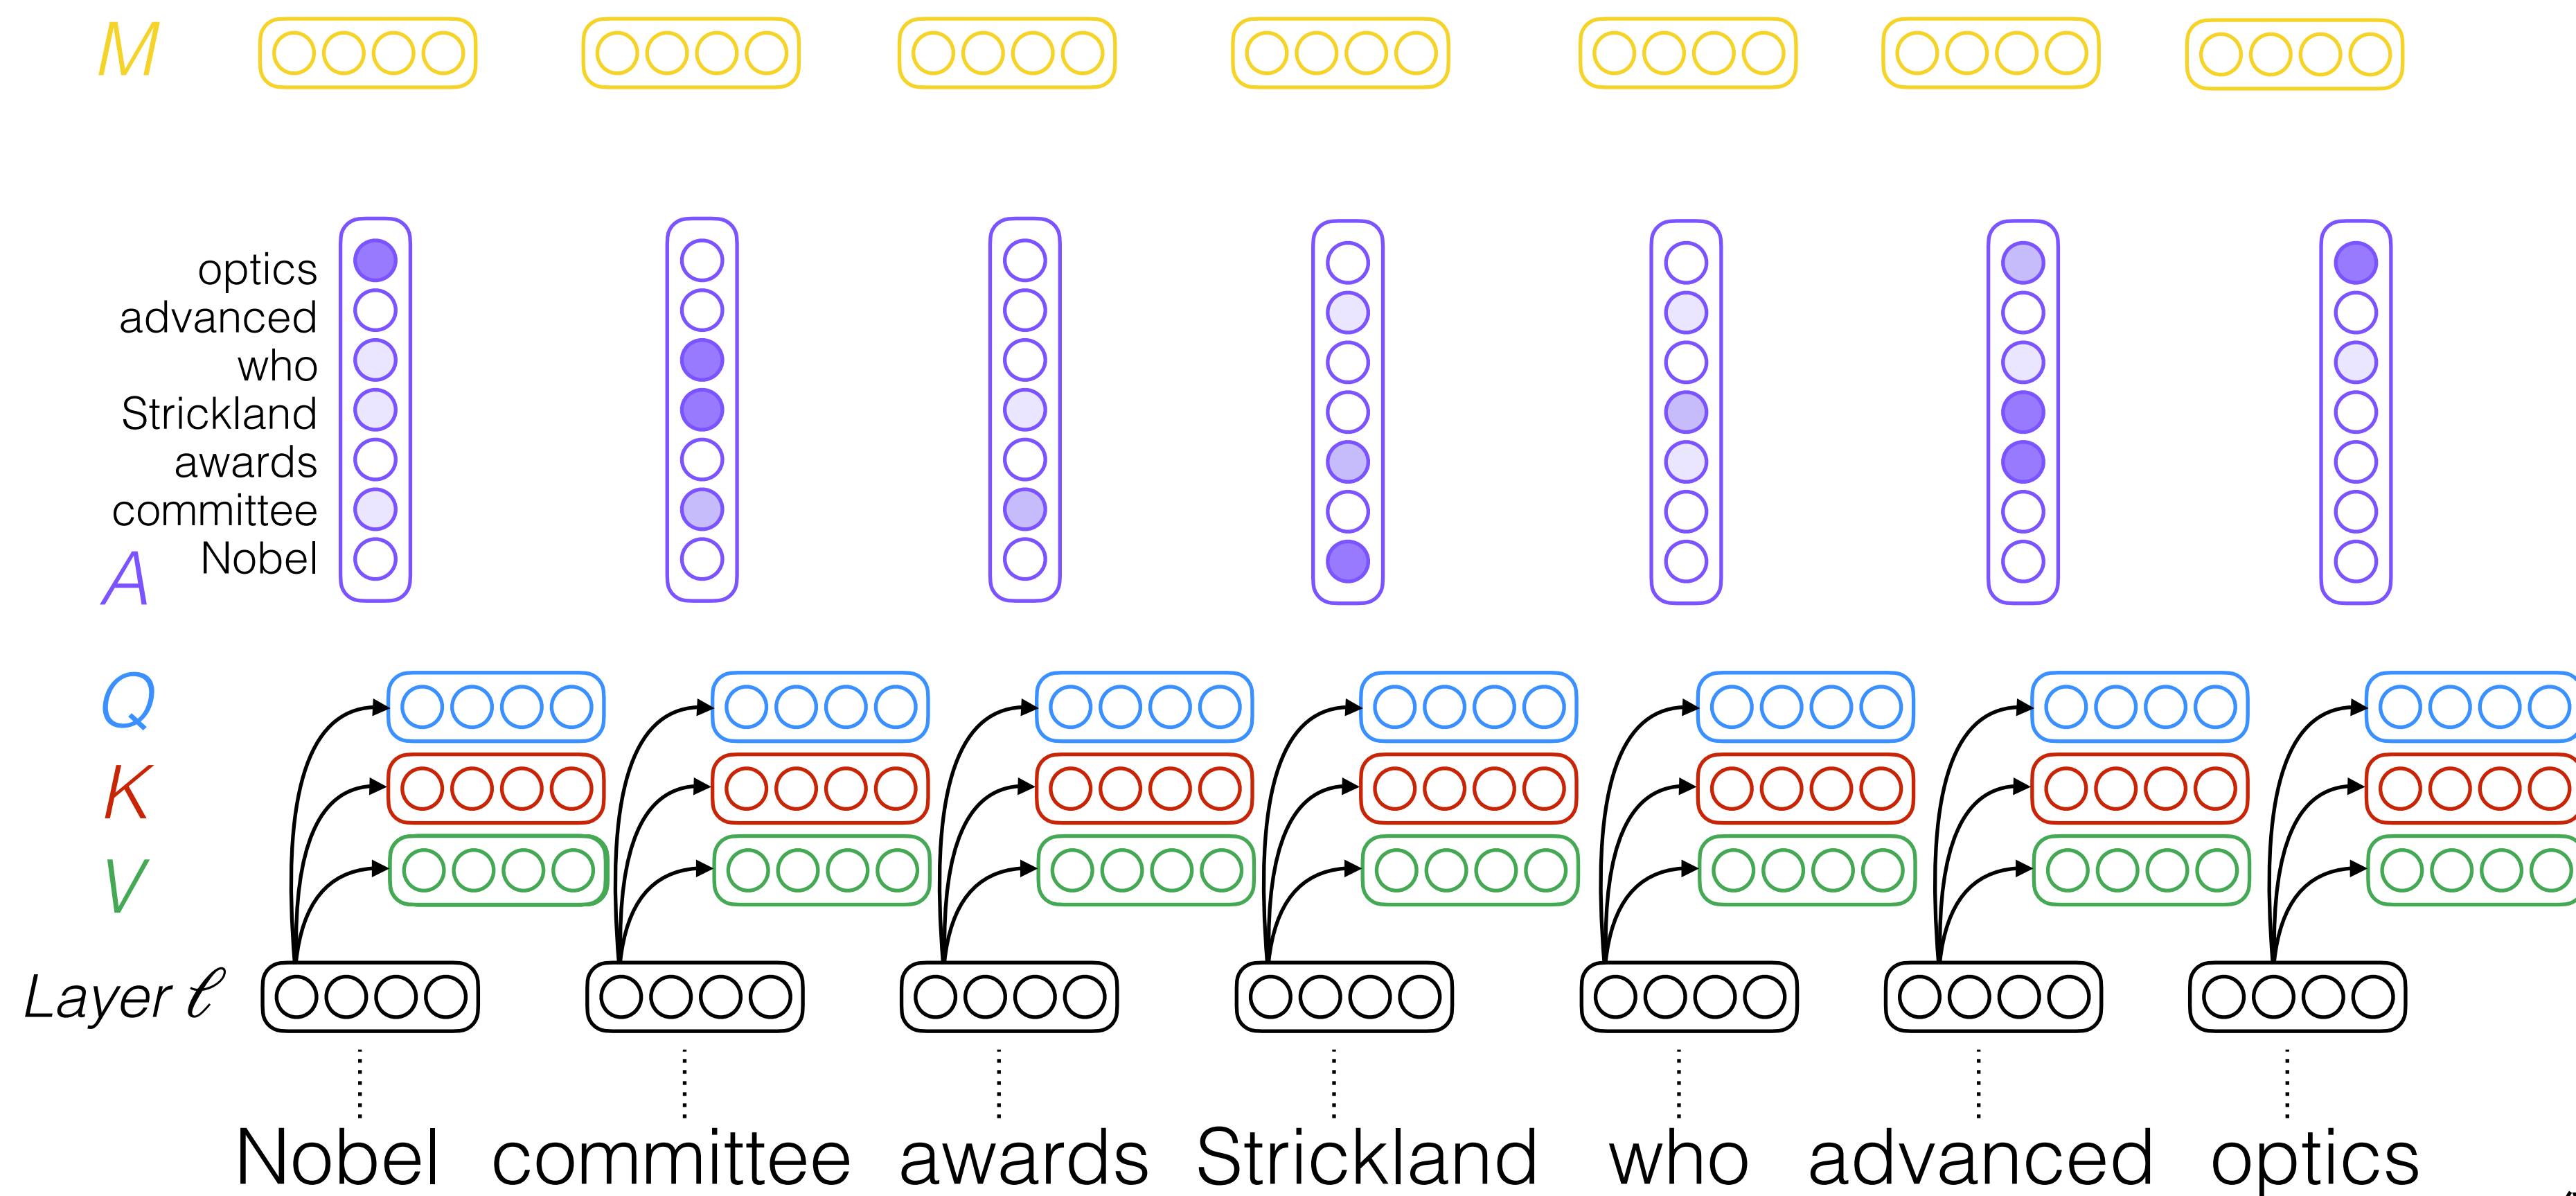 M
optics
advanced
who
Strickland
awards
committee
Nobel
A
Q
K
V
Layer ℓ
Nobel committee awards Strickland who advanced optics